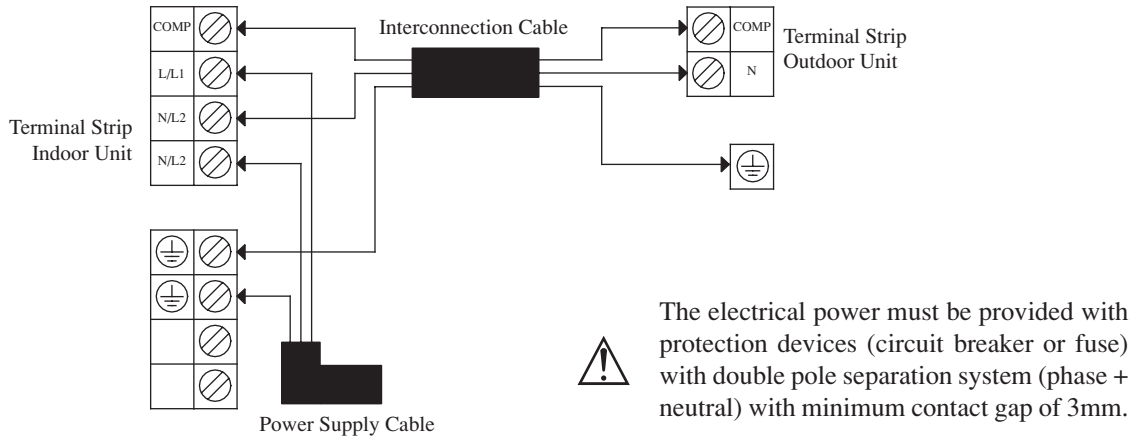 Interconnection Cable
COMP
L/L1
N/L2
N/L2
Terminal Strip
Indoor Unit
COMP
N
Terminal Strip
Outdoor Unit
Power Supply Cable
The electrical power must be provided with
protection devices (circuit breaker or fuse)
with double pole separation system (phase +
neutral) with minimum contact gap of 3mm.